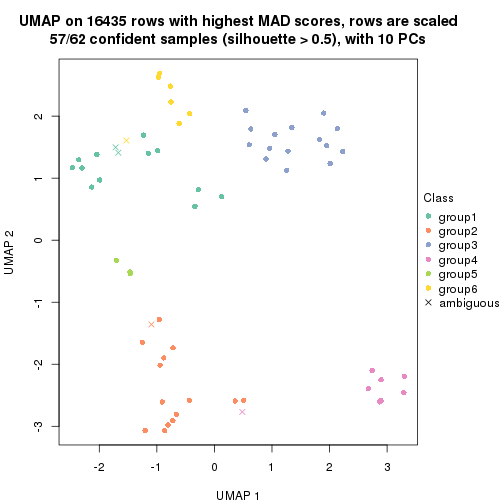 UMAP on 16435 rows with highest MAD scores, rows are scaled
57/62 confident samples (silhouette > 0.5), with 10 PCs
UMAP 2
2
1
0
-1
-2
-3
-2
-1
0
1
2
3
UMAP 1
Class
group1
group2
group3
group4
group5
group6
ambiguous